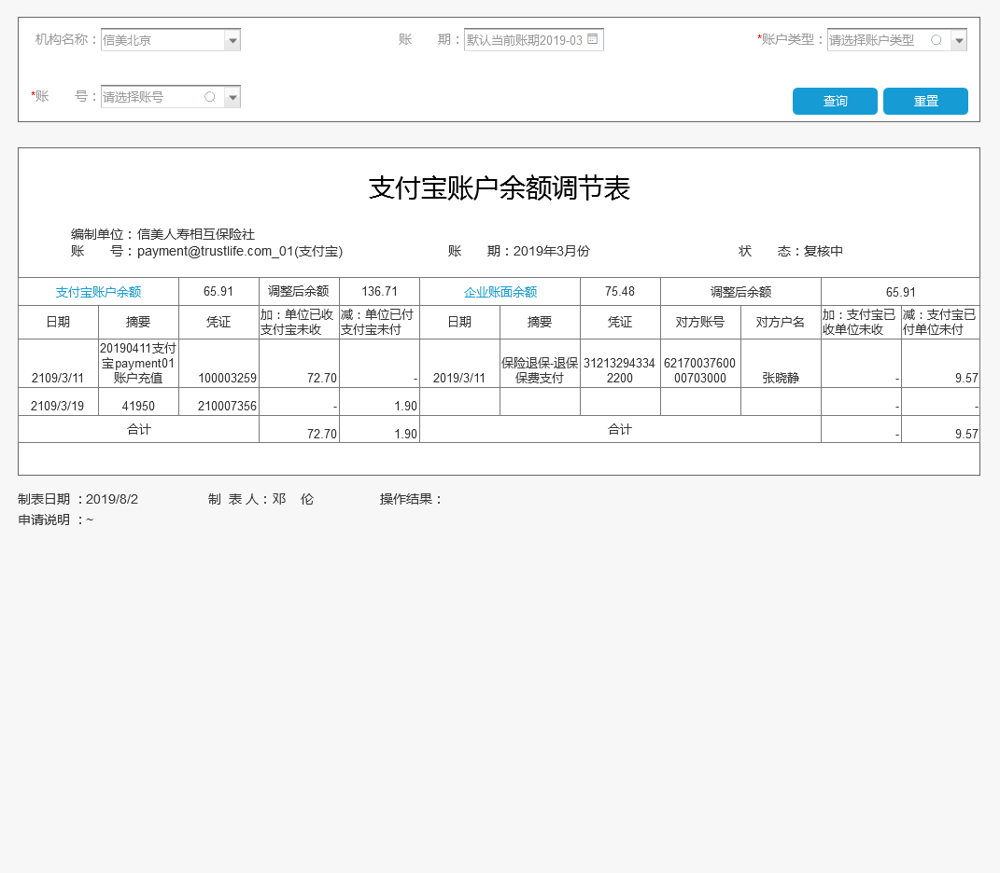 机构名称： 信美北京 账 期： 默认当前账期2019-03 *账户类型： 请选择账户类型
*账 号： 请选择账号 查询 重置
支付宝账户余额调节表
编制单位：信美人寿相互保险社
账 号：payment@trustlife.com_01(支付宝) 账 期：2019年3月份 状 态：复核中
支付宝账户余额 65.91 调整后余额 136.71 企业账面余额 75.48 调整后余额 65.91
日期 摘要 凭证 加：单位已收支付宝未收 减：单位已付支付宝未付 日期 摘要 凭证 对方账号 对方户名 加：支付宝已收单位未收 减：支付宝已付单位未付
2109/3/11 20190411支付宝payment01账户充值 100003259 72.70 - 2019/3/11 保险退保-退保保费支付 312132943342200 6217003760000703000 张晓静 - 9.57
2109/3/19 41950 210007356 - 1.90 - -
合计 72.70 1.90 合计 - 9.57
制表日期 ：2019/8/2 制 表 人：邓 伦 操作结果：
申请说明 ：~